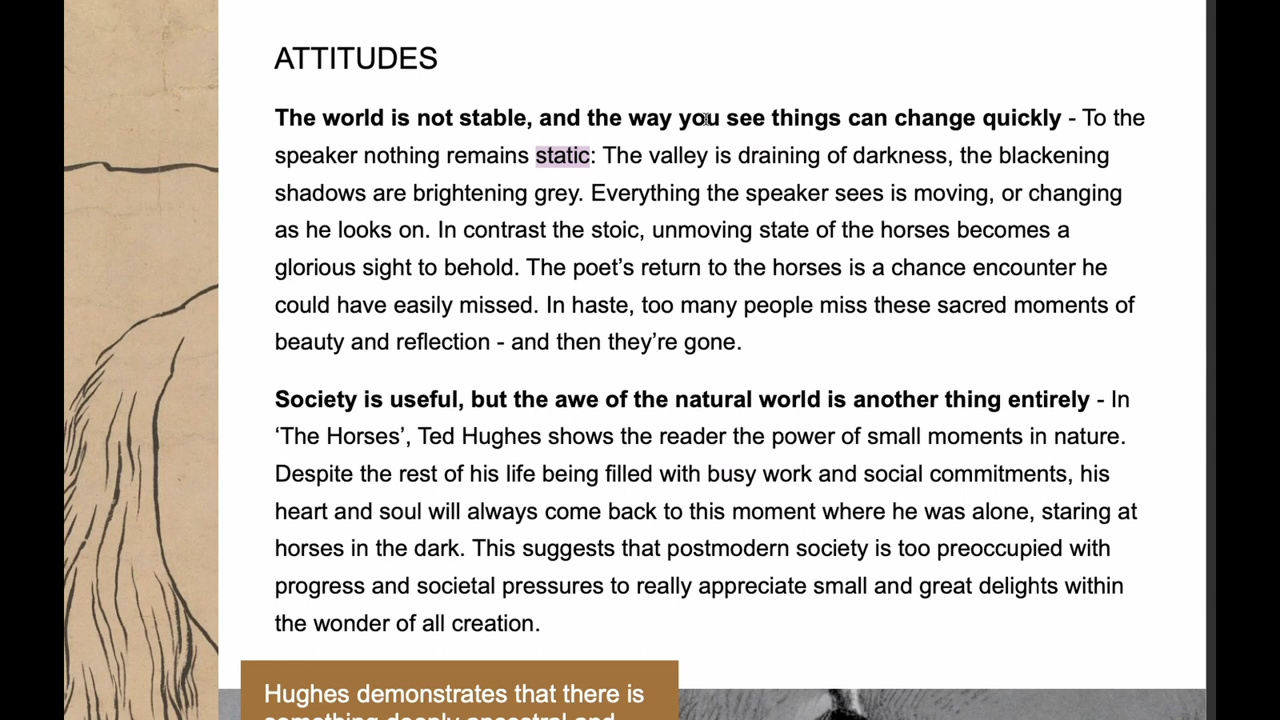 ATTITUDES
The world is not stable, and the way you see things can change quickly - To the
speaker nothing remains static: The valley is draining of darkness, the blackening
shadows are brightening grey. Everything the speaker sees is moving, or changing
as he looks on. In contrast the stoic, unmoving state of the horses becomes a
glorious sight to behold. The poet’s return to the horses is a chance encounter he
could have easily missed. In haste, too many people miss these sacred moments of
beauty and reflection - and then they’re gone.
Society is useful, but the awe of the natural world is another thing entirely - In
‘The Horses’, Ted Hughes shows the reader the power of small moments in nature.
Despite the rest of his life being filled with busy work and social commitments, his
heart and soul will always come back to this moment where he was alone, staring at
horses in the dark. This suggests that postmodern society is too preoccupied with
progress and societal pressures to really appreciate small and great delights within
the wonder of all creation.
Hughes demonstrates that there is
something deeply ancestral and